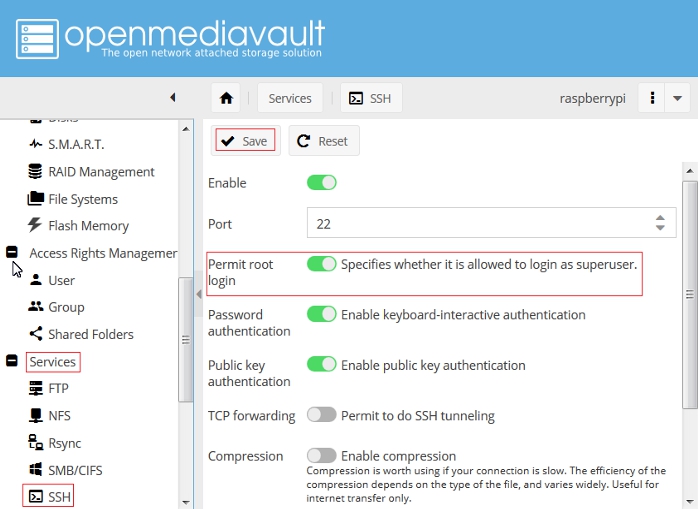 openmediavault
The open network attached storage solution
Services
SSH
raspberrypi
Disks
S.M.A.R.T.
RAID Management
File Systems
Flash Memory
Access Rights Managemer
User
Group
Shared Folders
Services
FTP
NFS
Rsync
SMB/CIFS
SSH
Save
Reset
Enable
Port
22
Permit root
login
Specifies whether it is allowed to login as superuser.
Password
authentication
Enable keyboard-interactive authentication
Public key
authentication
Enable public key authentication
TCP forwarding
Permit to do SSH tunneling
Compression
Enable compression
Compression is worth using if your connection is slow. The efficiency of the
compression depends on the type of the file, and varies widely. Useful for
internet transfer only.